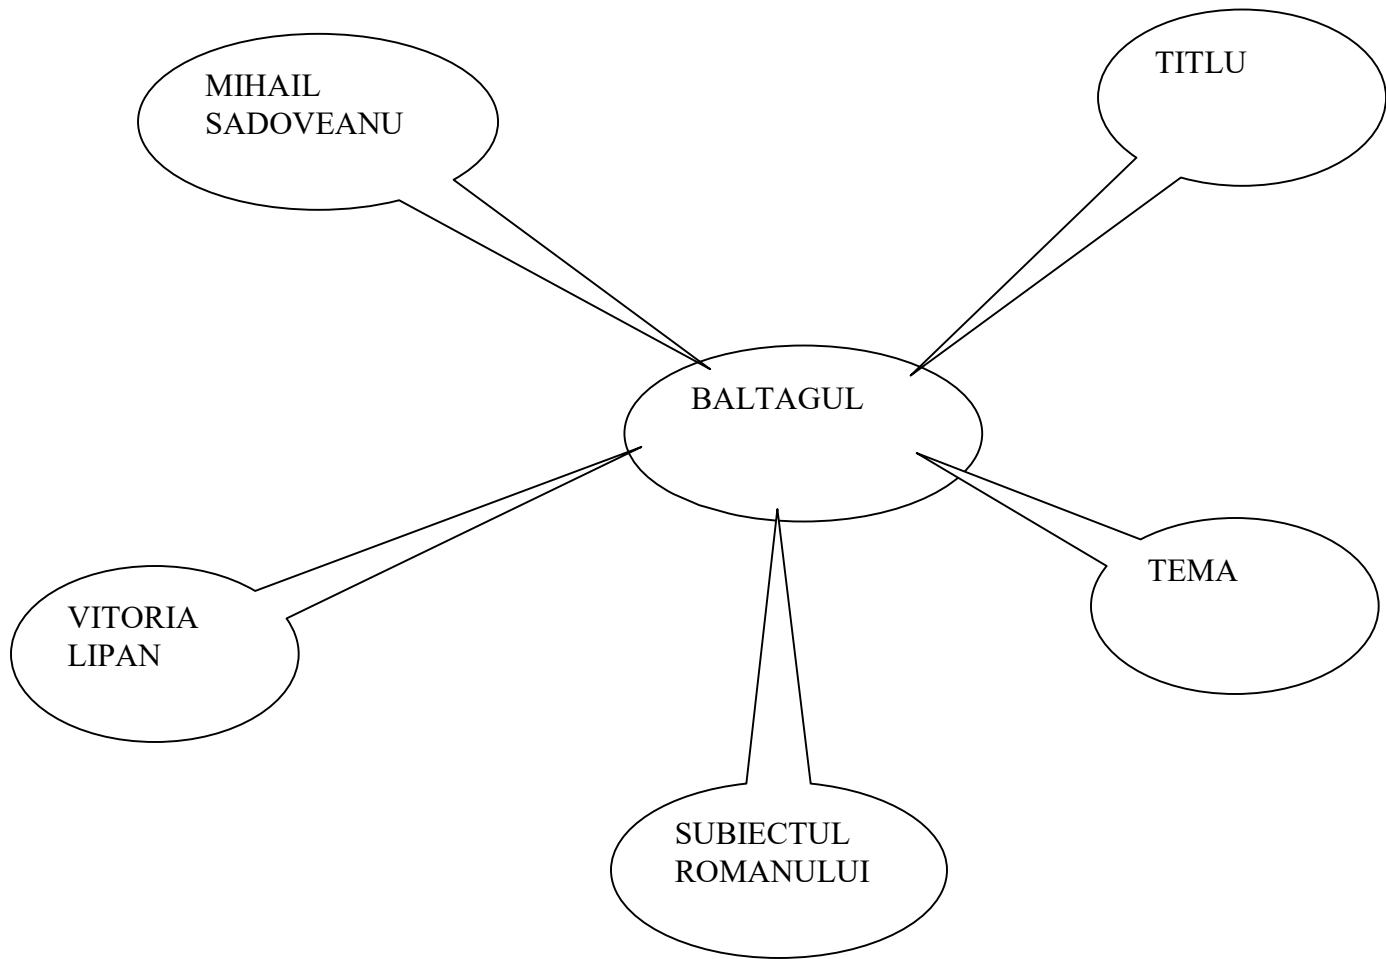 MIHAIL
SADOVEANU
TITLU
BALTAGUL
VITORIA
LIPAN
TEMA
SUBIECTUL
ROMANULUI